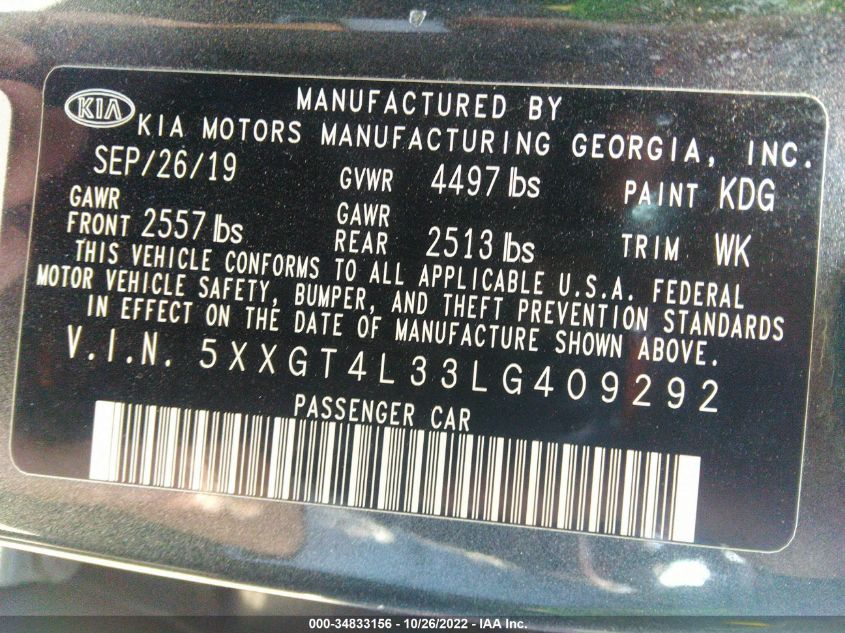 KIA
MANUFACTURED BY
KIA MOTORS MANUFACTURING GEORGIA, INC.
SEP/26/19 GVWR 4497 lbs PAINT KDG
GAWR FRONT 2557 lbs GAWR REAR 2513 lbs TRIM WK
THIS VEHICLE CONFORMS TO ALL APPLICABLE U.S.A. FEDERAL
MOTOR VEHICLE SAFETY, BUMPER, AND THEFT PREVENTION STANDARDS
IN EFFECT ON THE DATE OF MANUFACTURE SHOWN ABOVE.
V.I.N. 5XXGT4L33LG409292
PASSENGER CAR
000-34833156 - 10/26/2022 - IAA Inc.